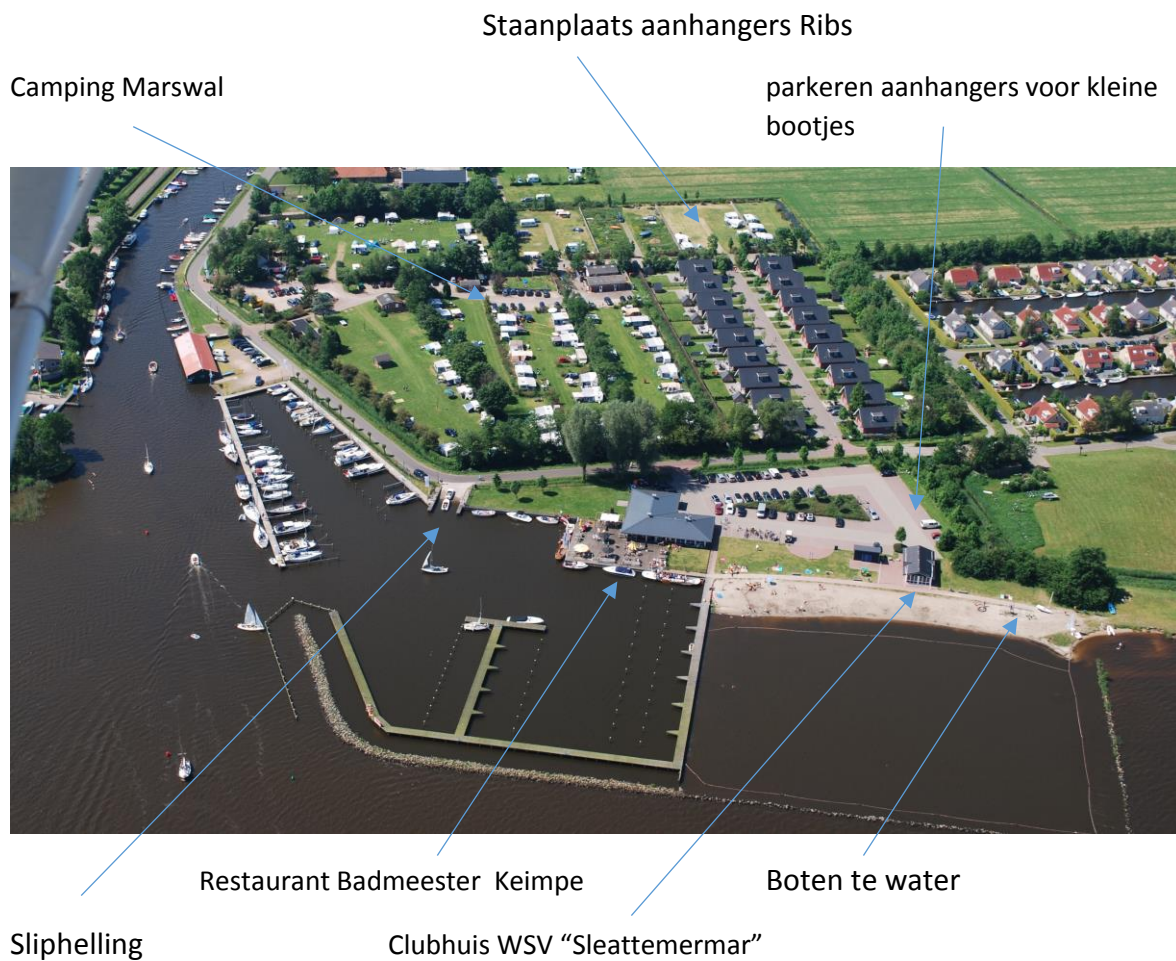 Staanplaats aanhangers Ribs
Camping Marswal
parkeren aanhangers voor kleine
bootjes
Restaurant Badmeester  Keimpe
Boten te water
Sliphelling
Clubhuis WSV “Sleattemermar”